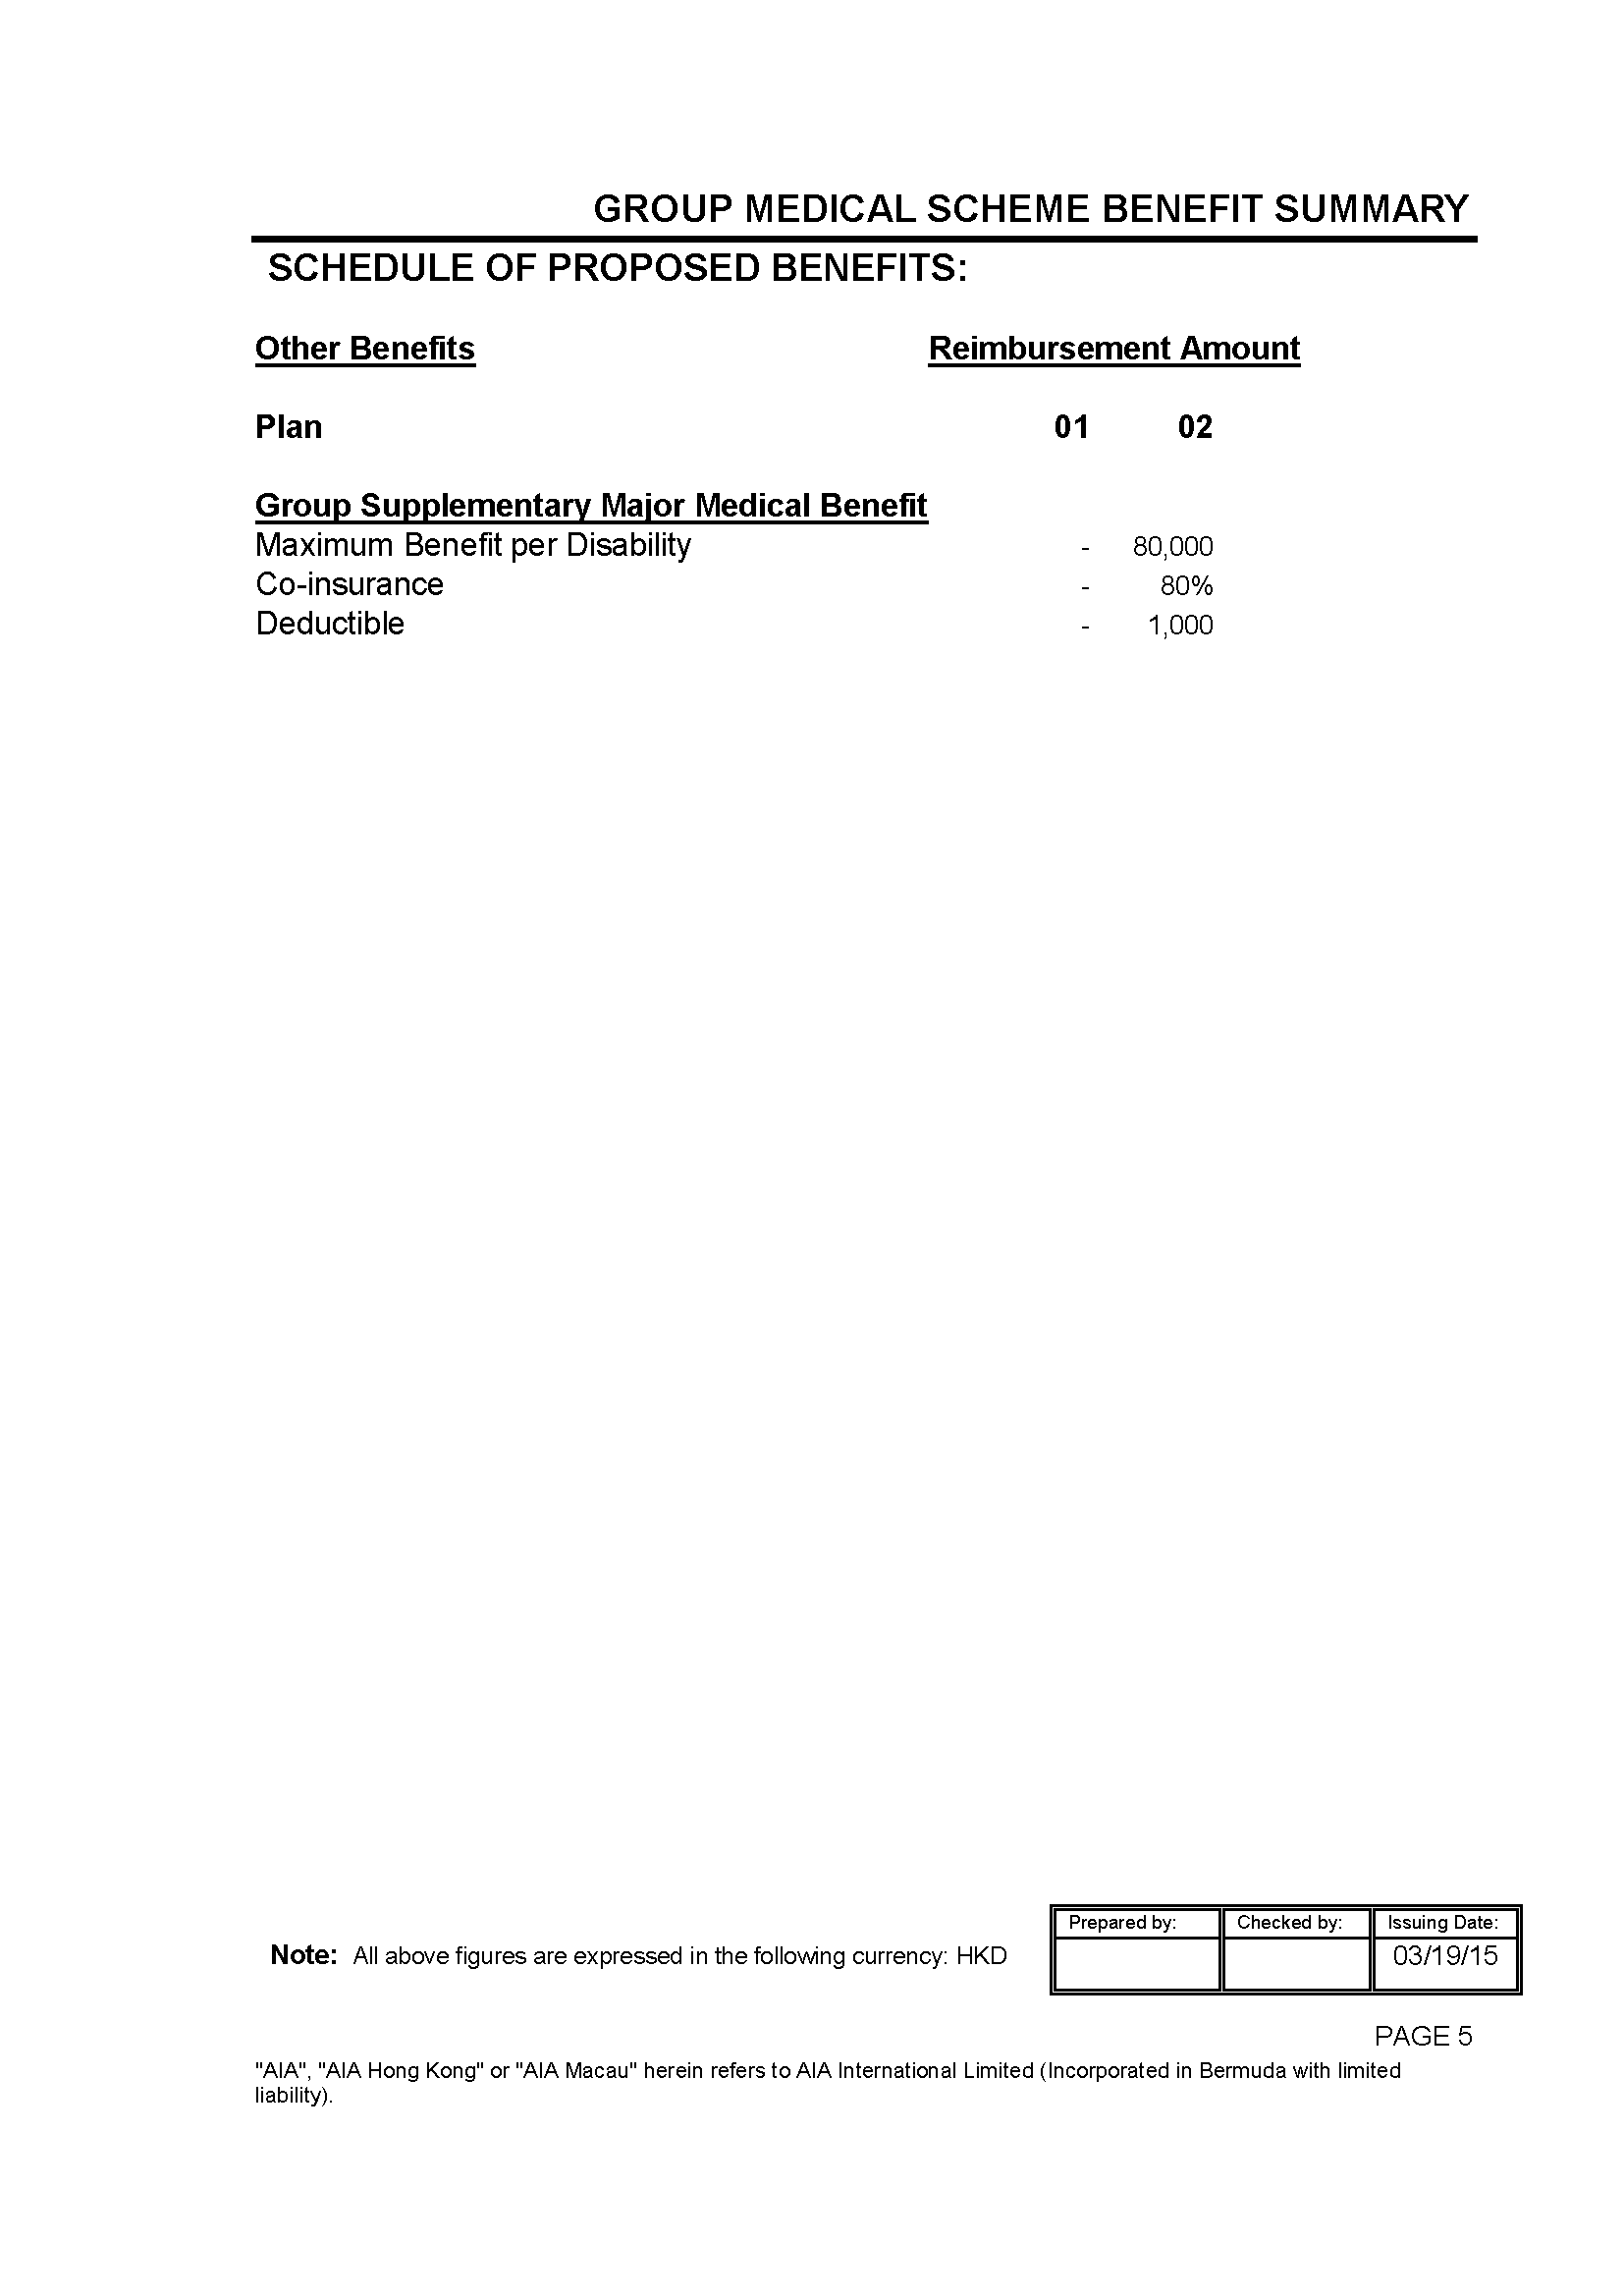 GROUP MEDICAL SCHEME BENEFIT SUMMARY
SCHEDULE OF PROPOSED BENEFITS:
Other Benefits Reimbursement Amount
Plan 01 02
Group Supplementary Major Medical Benefit
Maximum Benefit per Disability - 80,000
Co-insurance - 80%
Deductible - 1,000
Prepared by: Checked by: Issuing Date:
Note: All above figures are expressed in the following currency: HKD 03/19/15
PAGE 5
"AIA", "AIA Hong Kong" or "AIA Macau" herein refers to AIA International Limited (Incorporated in Bermuda with limited
liability).